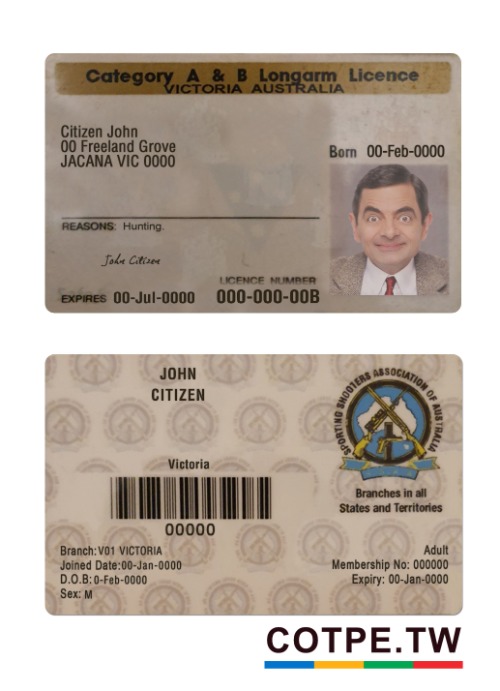 Category A & B Longarm Licence
VICTORIA AUSTRALIA
Citizen John
00 Freeland Grove
JACANA VIC 0000
Born 00-Feb-0000
REASONS: Hunting.
John Citizen
LICENCE NUMBER
EXPIRES 00-Jul-0000 000-000-00B
JOHN
CITIZEN
SPORTING SHOOTERS ASSOCIATION OF AUSTRALIA
Victoria
Branches in all
States and Territories
00000
Branch:V01 VICTORIA
Adult
Joined Date:00-Jan-0000
Membership No: 000000
D.O.B:0-Feb-0000
Expiry: 00-Jan-0000
Sex: M
COTPE.TW